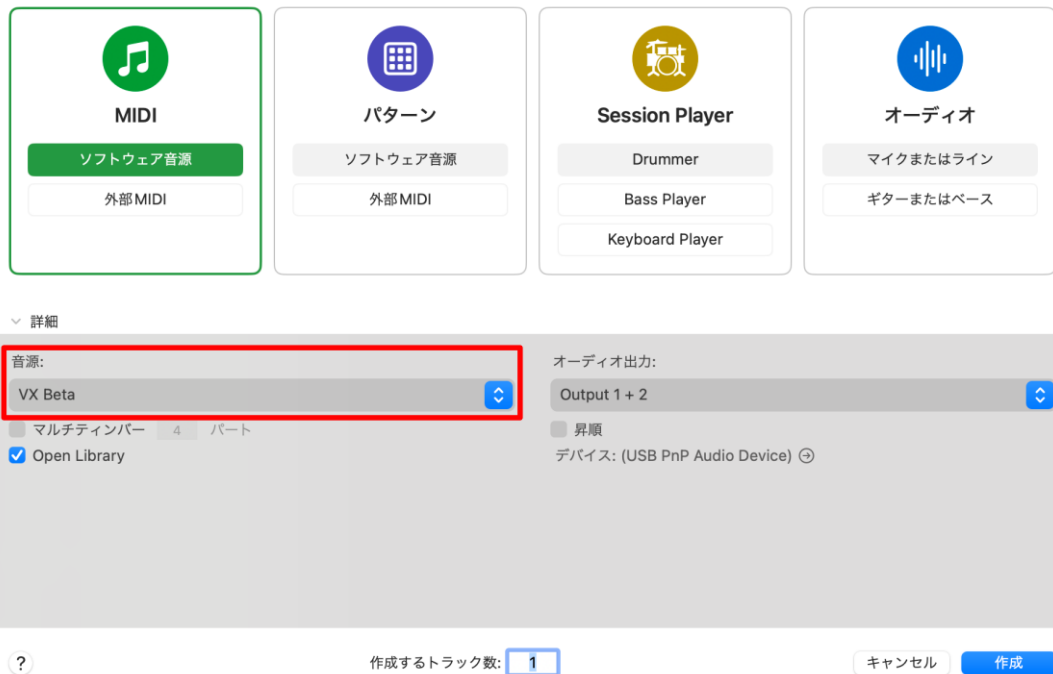 MIDI
ソフトウェア音源
外部MIDI
パターン
ソフトウェア音源
外部MIDI
Session Player
Drummer
Bass Player
Keyboard Player
オーディオ
マイクまたはライン
ギターまたはベース
詳細
音源:
VX Beta
マルチティンバー 4 パート
Open Library
オーディオ出力:
Output 1 + 2
昇順
デバイス: (USB PnP Audio Device)
? 作成するトラック数: 1 キャンセル 作成